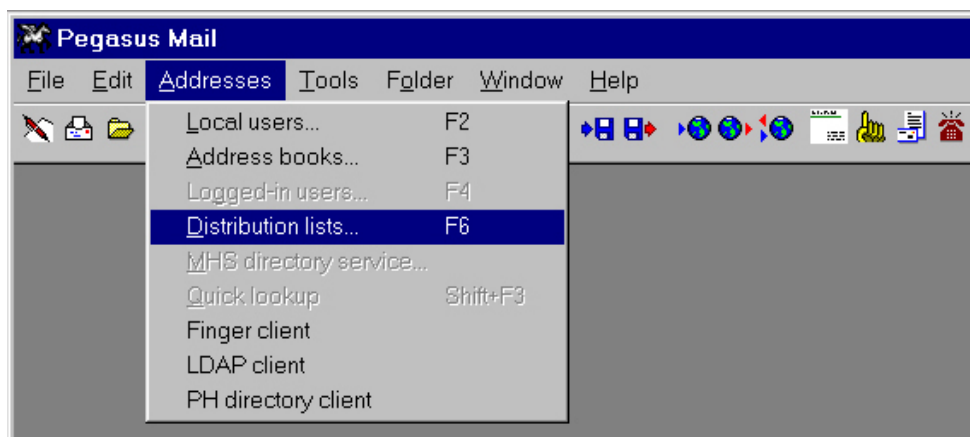 Pegasus Mail
File Edit Addresses Tools Folder Window Help
Local users... F2
Address books... F3
Logged-in users... F4
Distribution lists... F6
MHS directory service...
Quick lookup Shift+F3
Finger client
LDAP client
PH directory client